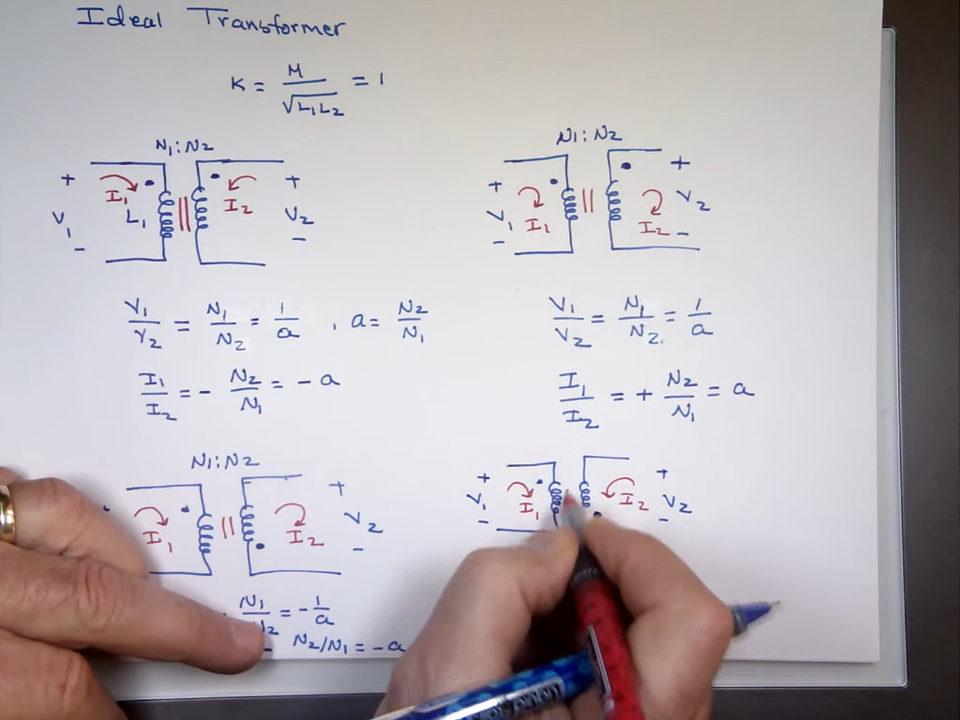 Ideal Transformer
K = M / √L1L2 = 1
N1:N2
+ V1 -
I1
L1
I2
+ V2 -
V1/V2 = N1/N2 = 1/a , a = N2/N1
I1/I2 = - N2/N1 = - a
N1:N2
+ V1 -
I1
I2
+ V2 -
V1/V2 = N1/N2 = 1/a
I1/I2 = + N2/N1 = a
N1:N2
I1
I2
+ V2 -
N1/N2 = - 1/a
N2/N1 = - a
+ V1 -
I1
I2
+ V2 -